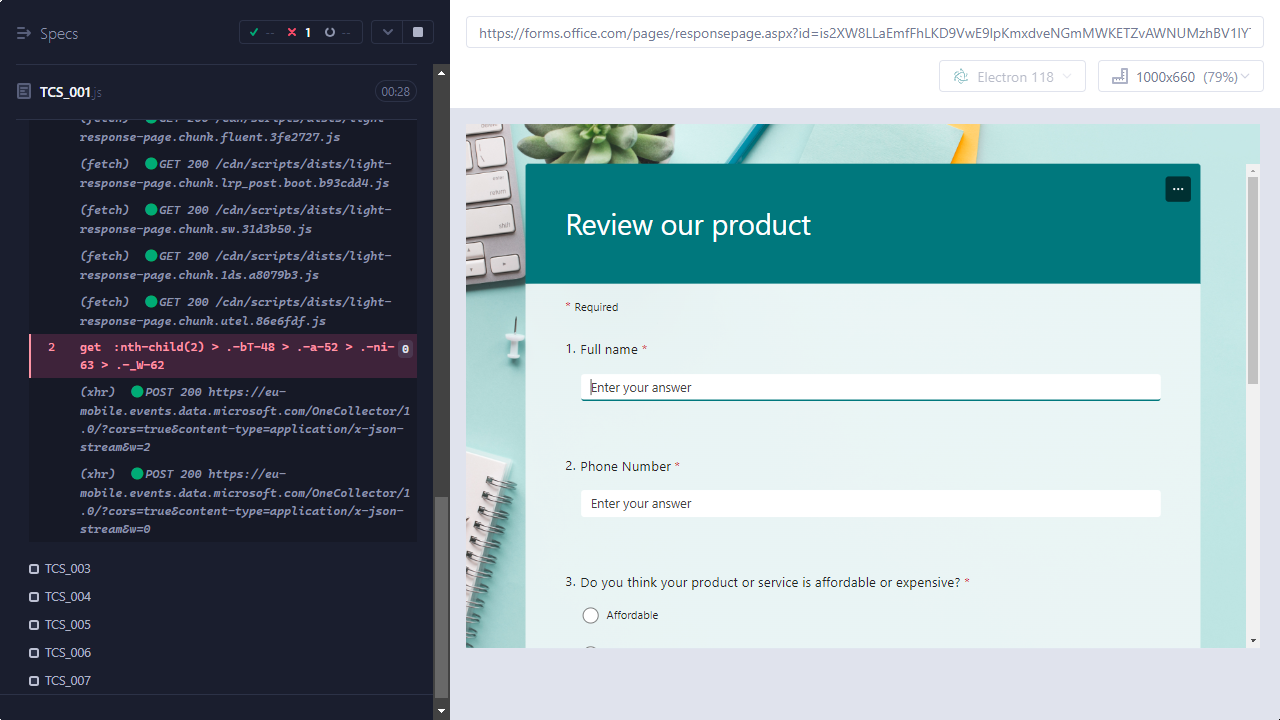 Specs
-- 1 --
TCS_001.js
00:28
(fetch) GET 200 /cdn/scripts/dists/light-
response-page.chunk.fluent.3fe2727.js
(fetch) GET 200 /cdn/scripts/dists/light-
response-page.chunk.lrp_post.boot.b93cdd4.js
(fetch) GET 200 /cdn/scripts/dists/light-
response-page.chunk.sw.31d3b50.js
(fetch) GET 200 /cdn/scripts/dists/light-
response-page.chunk.1ds.a8079b3.js
(fetch) GET 200 /cdn/scripts/dists/light-
response-page.chunk.utel.86e6fdf.js
2 get :nth-child(2) > .-bT-48 > .-a-52 > .-ni- 0
63 > .-_W-62
(xhr) POST 200 https://eu-
mobile.events.data.microsoft.com/OneCollector/1
.0/?cors=true&content-type=application/x-json-
stream&w=2
(xhr) POST 200 https://eu-
mobile.events.data.microsoft.com/OneCollector/1
.0/?cors=true&content-type=application/x-json-
stream&w=0
TCS_003
TCS_004
TCS_005
TCS_006
TCS_007
https://forms.office.com/pages/responsepage.aspx?id=is2XW8LLaEmfFhLKD9VwE9IpKmxdveNGmMWKETZvAWNUMzhBV1lY
Electron 118
1000x660 (79%)
Review our product
* Required
1. Full name *
Enter your answer
2. Phone Number *
Enter your answer
3. Do you think your product or service is affordable or expensive? *
Affordable
return
shift